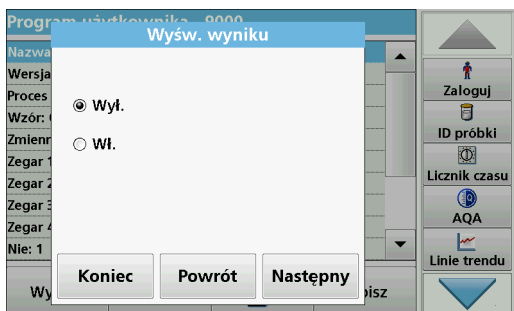 Program użytkownika 9000
Wyśw. wyniku
Nazwa
Wersja
Proces
Wzór:
Zmienn
Zegar 1
Zegar 2
Zegar 3
Zegar 4
Nie: 1
Wył.
Wł.
Koniec
Powrót
Następny
Wy
isz
Zaloguj
ID próbki
Licznik czasu
AQA
Linie trendu